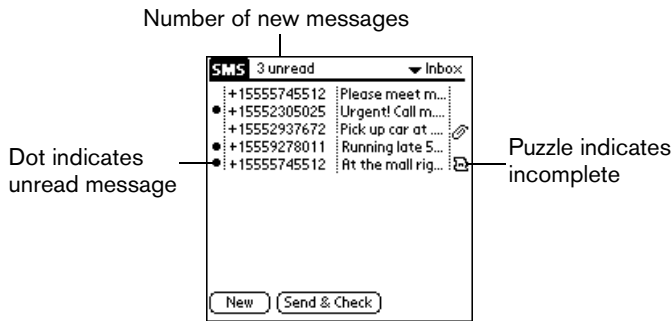 Number of new messages
SMS 3 unread Inbox
+15555745512 Please meet m...
+15552305025 Urgent! Call m....
+15552937672 Pick up car at ....
+15559278011 Running late 5...
+15555745512 At the mall rig...
Dot indicates
unread message
Puzzle indicates
incomplete
New Send & Check